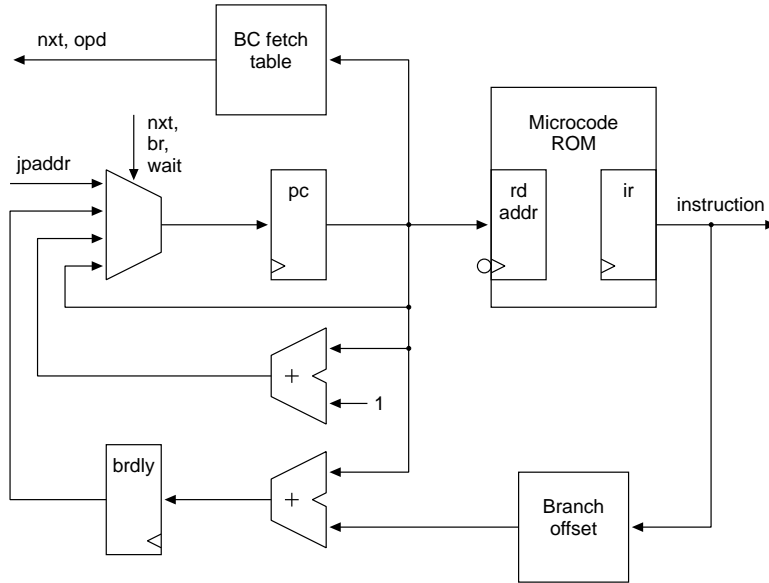 nxt, opd
BC fetch
table
nxt,
br,
wait
jpaddr
pc
Microcode
ROM
rd
addr
ir
instruction
+
1
brdly
+
Branch
offset